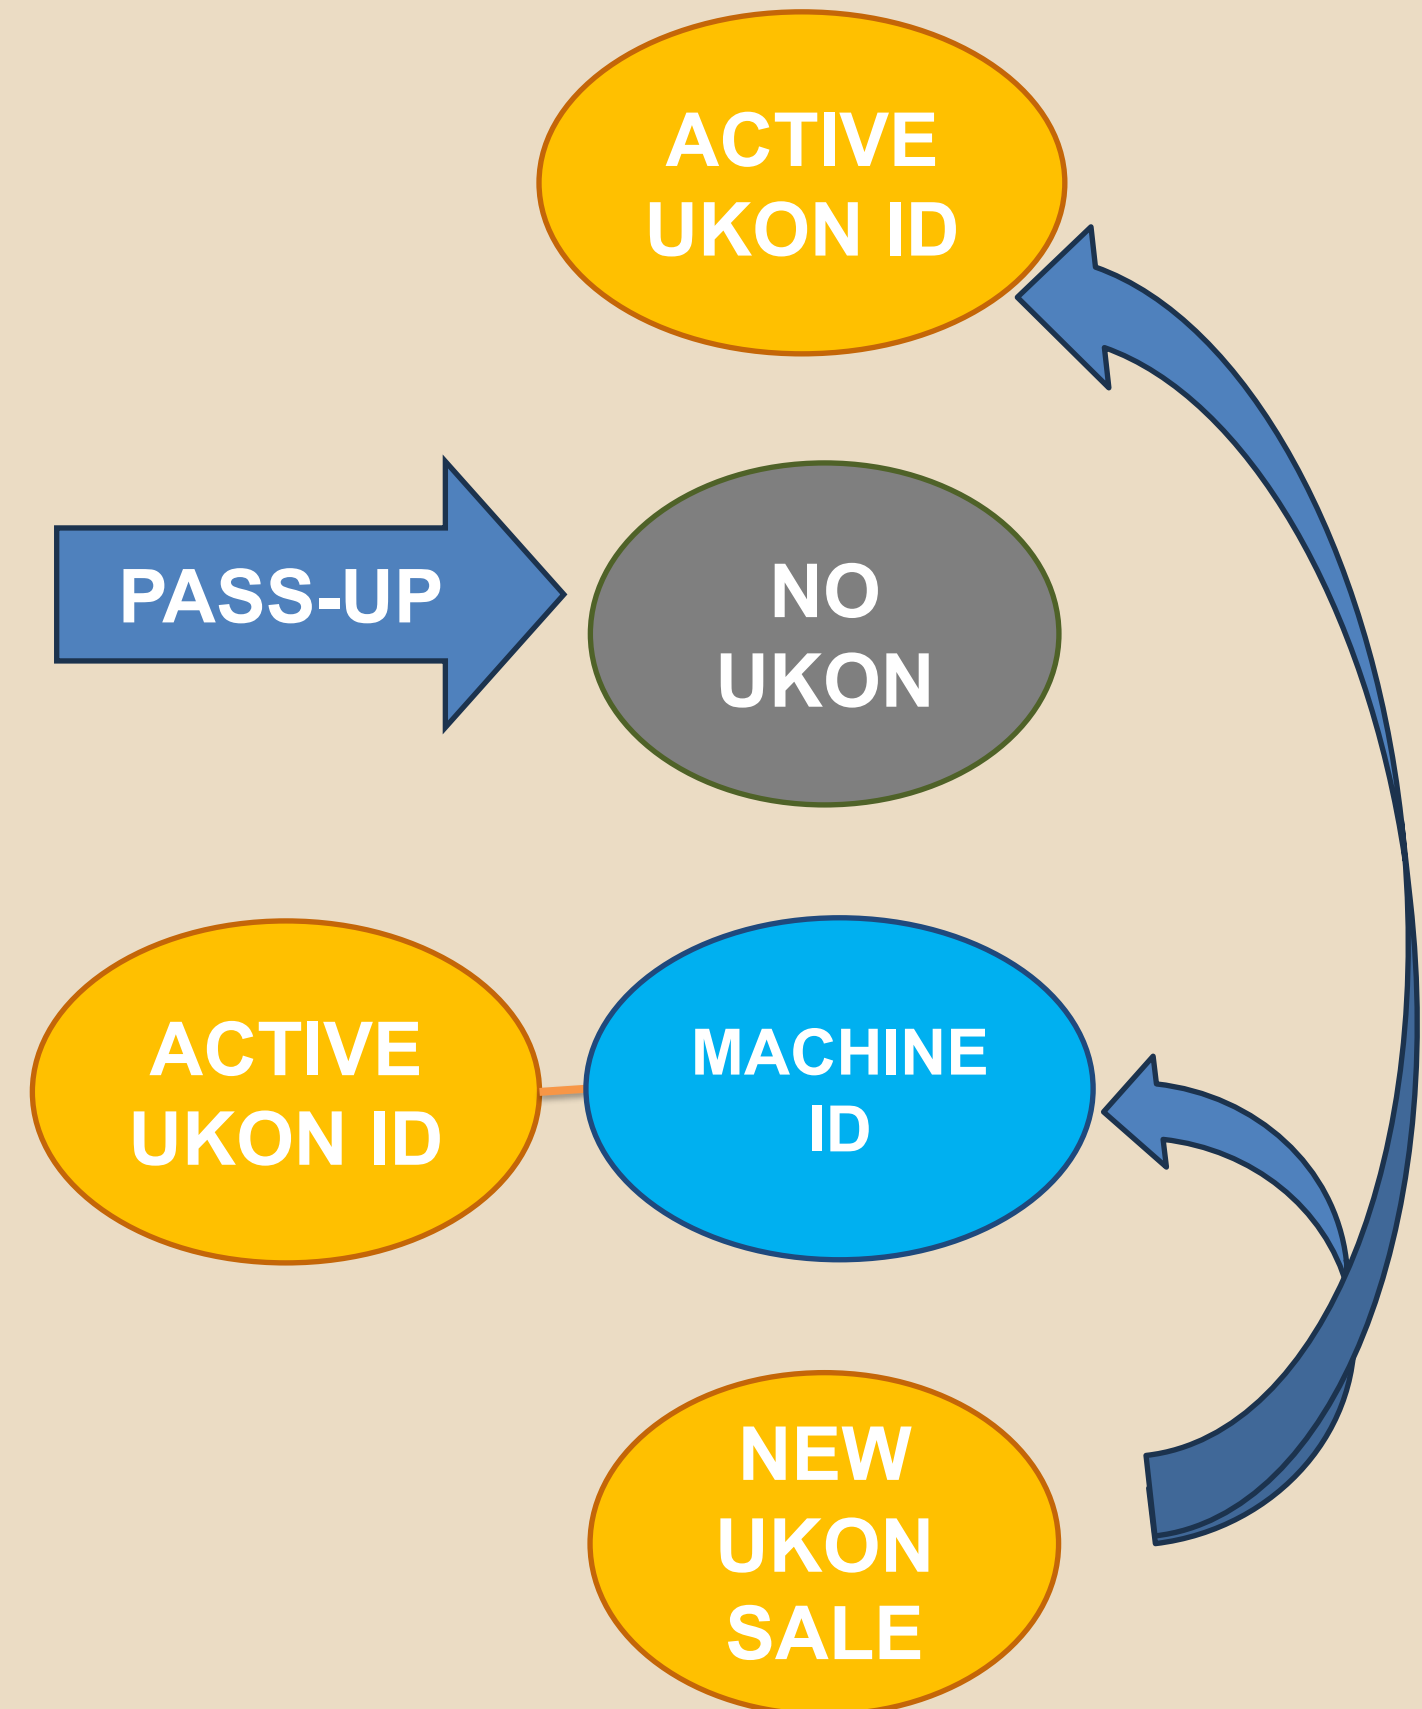 ACTIVE
UKON ID
PASS-UP
NO
UKON
ACTIVE
UKON ID
MACHINE
ID
NEW
UKON
SALE